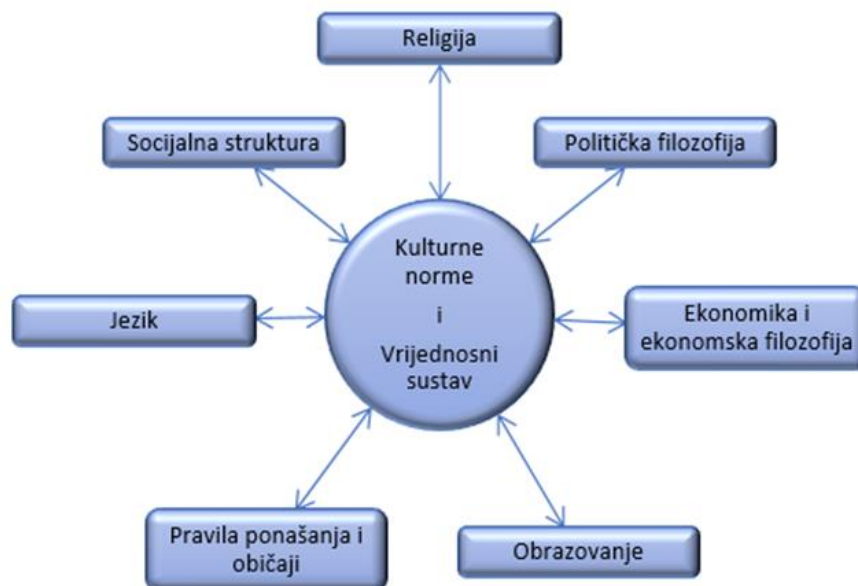 Religija
Socijalna struktura
Politička filozofija
Kulturne
norme
i
Vrijednosni
sustav
Jezik
Ekonomika i
ekonomska filozofija
Pravila ponašanja i
običaji
Obrazovanje